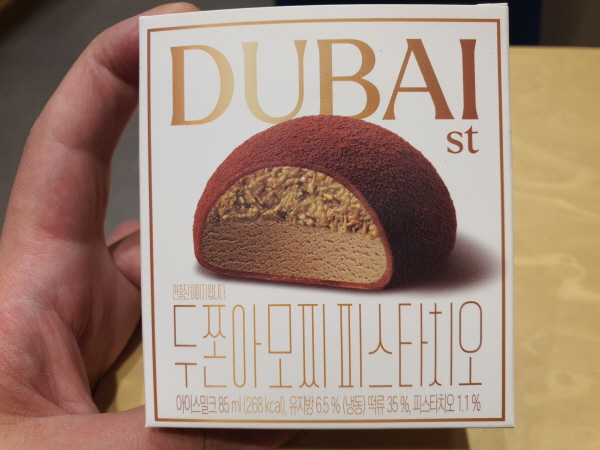 DUBAI
st
연출된 이미지입니다
두쫀아모찌 피스타치오
아이스밀크 85 ml (268 kcal), 유지방 6.5 % (냉동) 떡류 35 %, 피스타치오 1.1 %